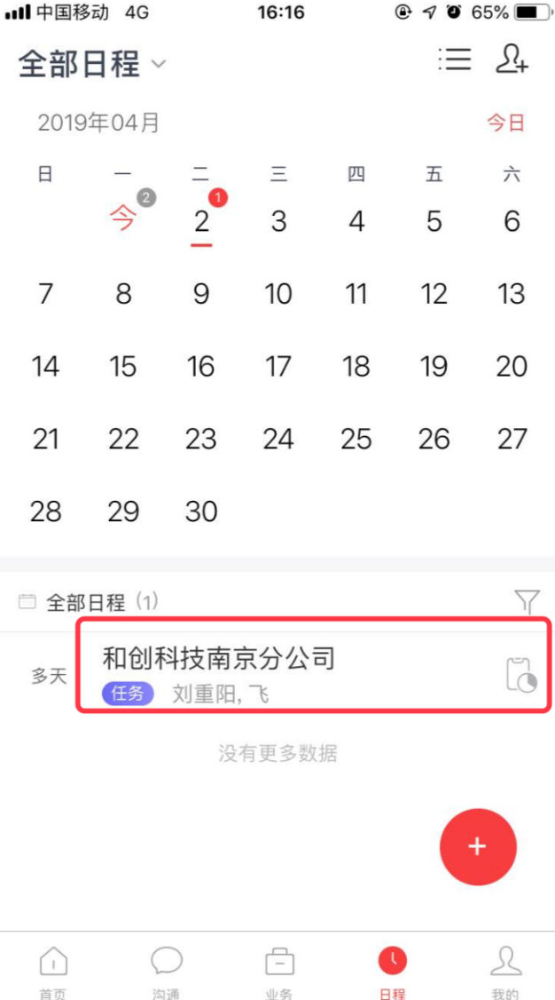 中国移动 4G 16:16 65%
全部日程
2019年04月 今日
日 一 二 三 四 五 六
2 1
今 2 3 4 5 6
7 8 9 10 11 12 13
14 15 16 17 18 19 20
21 22 23 24 25 26 27
28 29 30
全部日程 (1)
和创科技南京分公司
多天
任务 刘重阳, 飞
没有更多数据
+
首页 沟通 业务 日程 我的